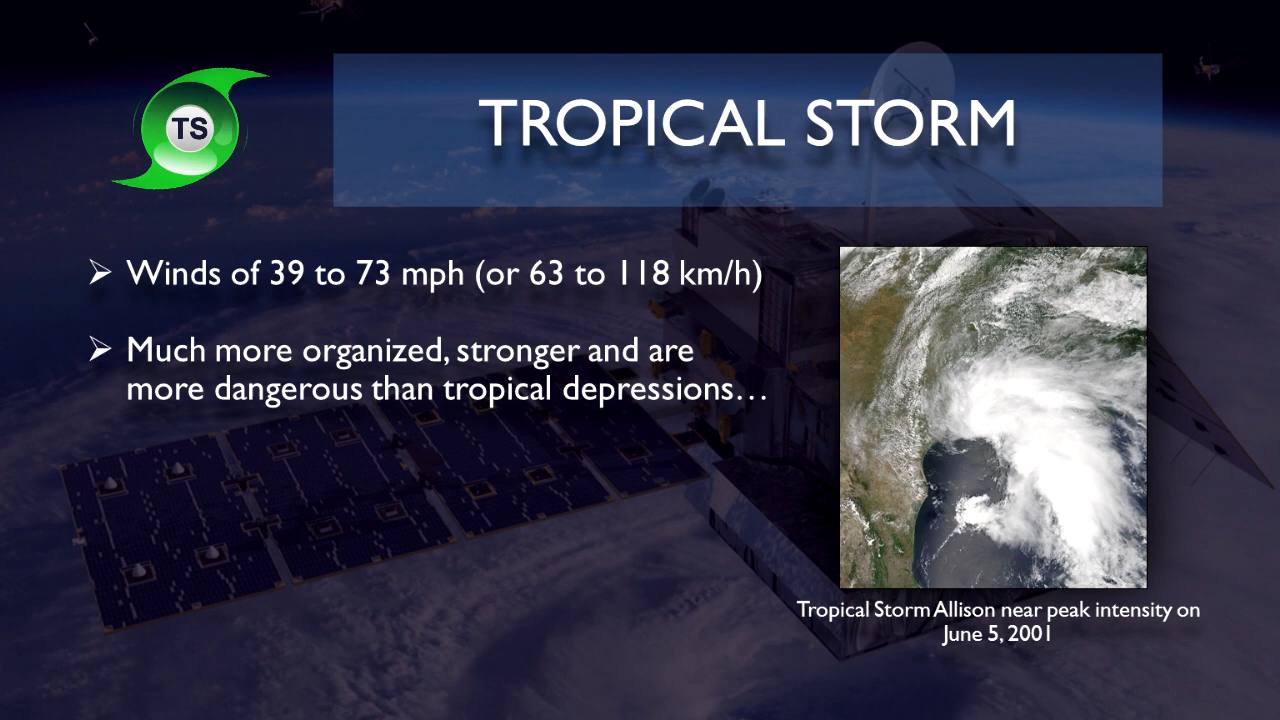 TS
TROPICAL STORM
Winds of 39 to 73 mph (or 63 to 118 km/h)
Much more organized, stronger and are
more dangerous than tropical depressions…
Tropical Storm Allison near peak intensity on
June 5, 2001